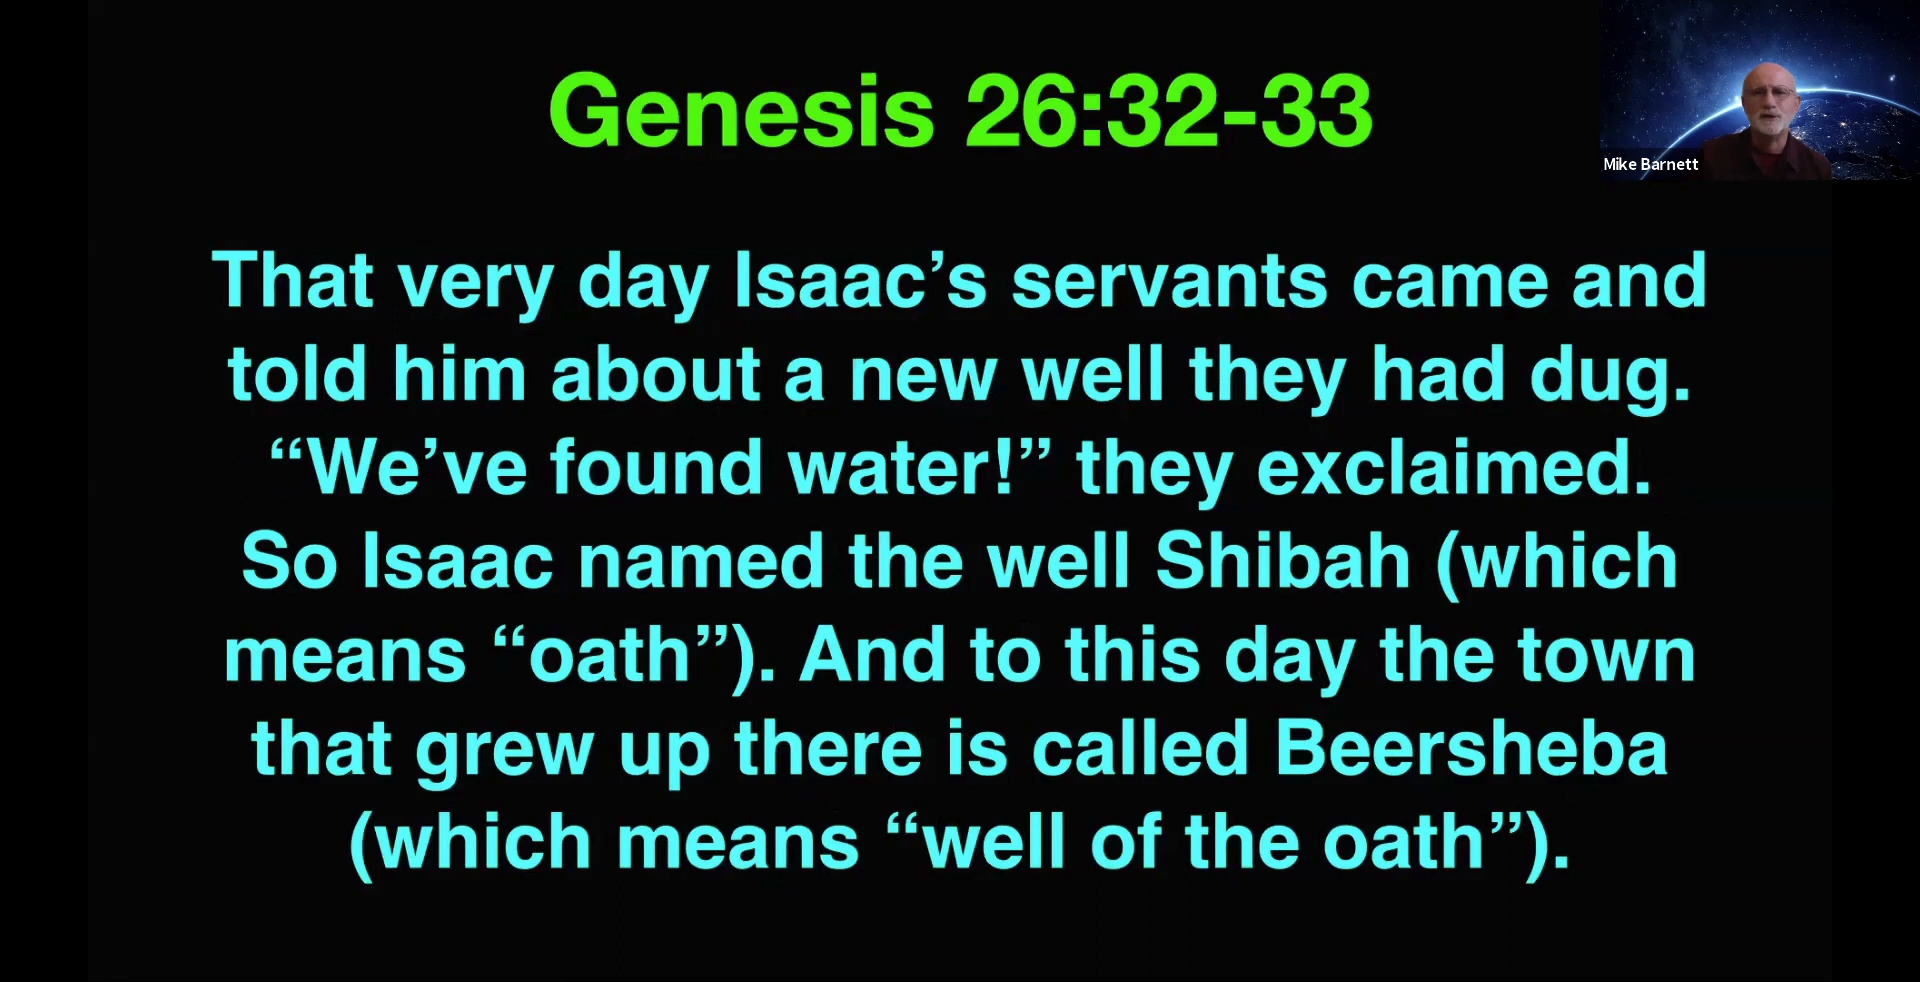 Genesis 26:32-33
Mike Barnett
That very day Isaac’s servants came and
told him about a new well they had dug.
“We’ve found water!” they exclaimed.
So Isaac named the well Shibah (which
means “oath”). And to this day the town
that grew up there is called Beersheba
(which means “well of the oath”).